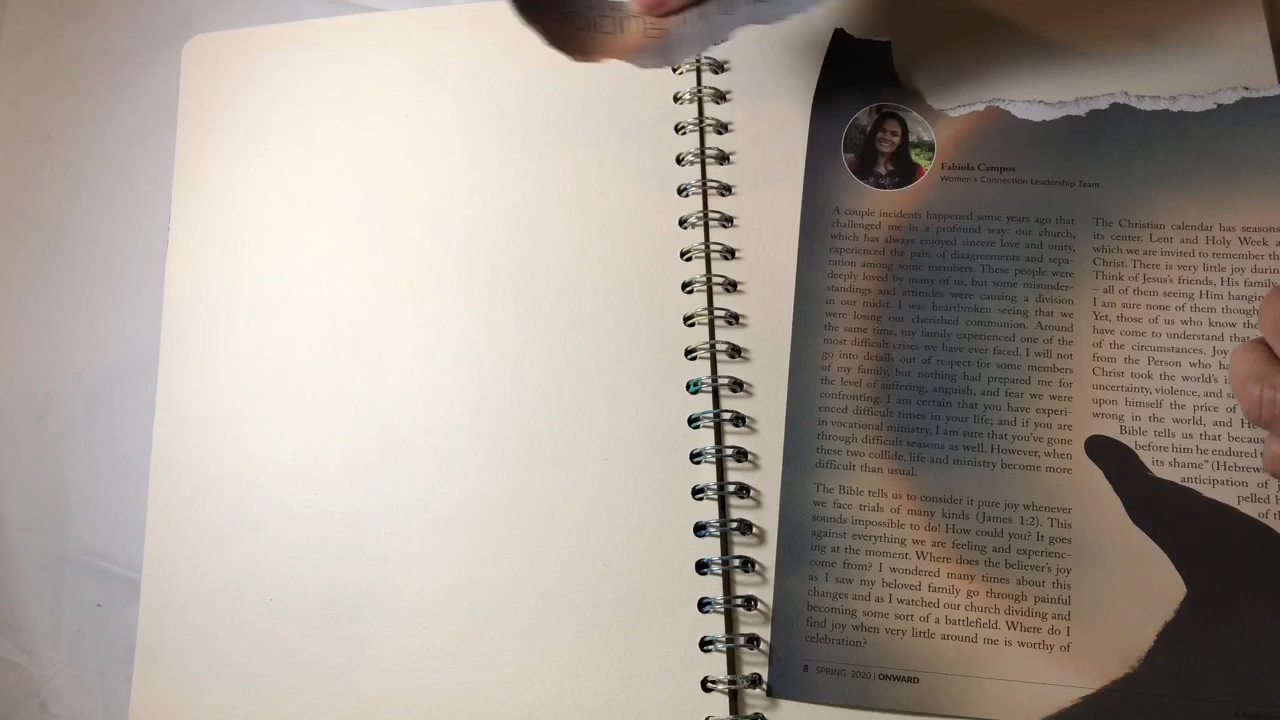 Fabiola Campos
Women's Connection Leadership Team
A couple incidents happened some years ago that
challenged me in a profound way: our church,
which has always enjoyed sincere love and unity,
experienced the pain of disagreements and sepa-
ration among some members. These people were
deeply loved by many of us, but some misunder-
standings and attitudes were causing a division
in our midst. I was heartbroken seeing that we
were losing our cherished communion. Around
the same time, my family experienced one of the
most difficult crises we have ever faced. I will not
go into details out of respect for some members
of my family, but nothing had prepared me for
the level of suffering, anguish, and fear we were
confronting. I am certain that you have experi-
enced difficult times in your life; and if you are
in vocational ministry, I am sure that you've gone
through difficult seasons as well. However, when
these two collide, life and ministry become more
difficult than usual.
The Bible tells us to consider it pure joy whenever
we face trials of many kinds (James 1:2). This
sounds impossible to do! How could you? It goes
against everything we are feeling and experienc-
ing at the moment. Where does the believer's joy
come from? I wondered many times about this
as I saw my beloved family go through painful
changes and as I watched our church dividing and
becoming some sort of a battlefield. Where do I
find joy when very little around me is worthy of
celebration?
The Christian calendar has seasons
its center. Lent and Holy Week
which we are invited to remember
Christ. There is very little joy
Think of Jesus's friends, His family
– all of them seeing Him
I am sure none of them
Yet, those of us who know the
have come to understand that
of the circumstances. Joy
from the Person who
Christ took the world's
uncertainty, violence, and
upon himself the price of
wrong in the world, and
Bible tells us that
before him he endured
its shame" (Hebrews
anticipation of
of
8 SPRING 2020 | ONWARD